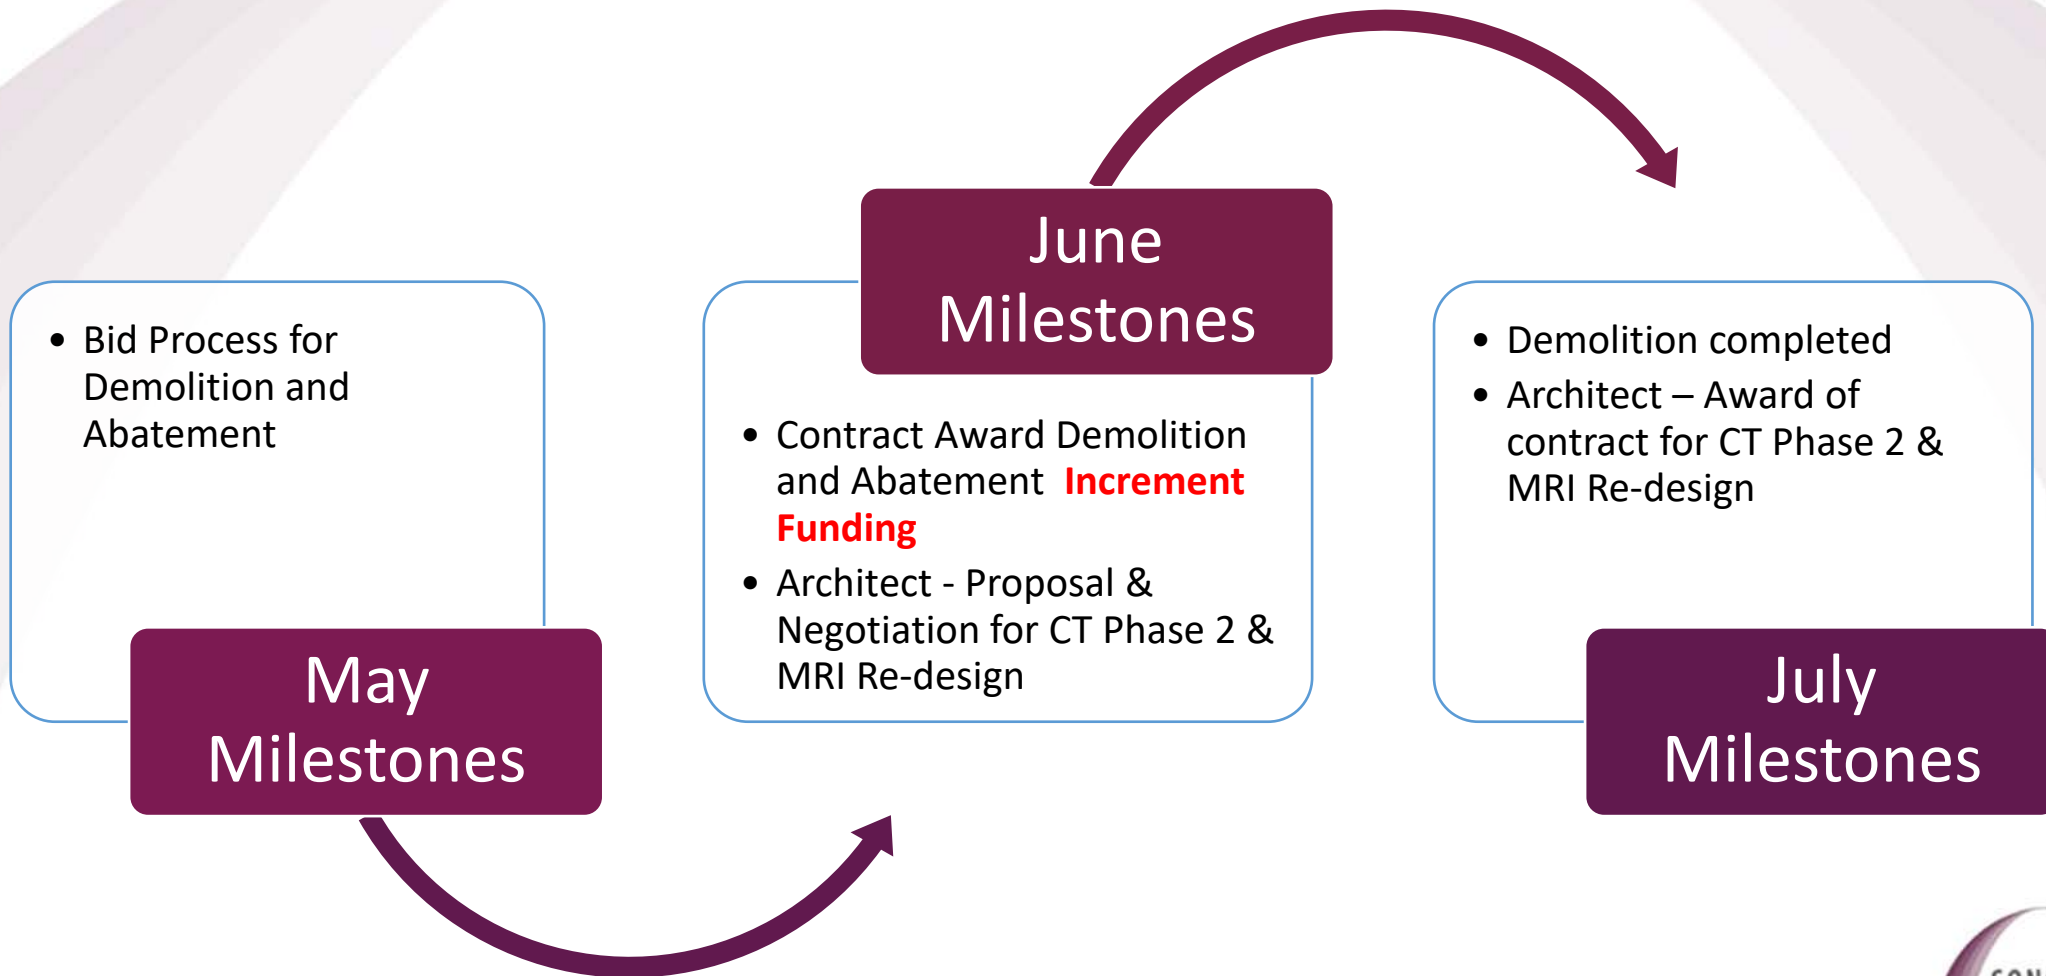 • Bid Process for
Demolition and
Abatement
May
Milestones
June
Milestones
• Contract Award Demolition
and Abatement Increment
Funding
• Architect - Proposal &
Negotiation for CT Phase 2 &
MRI Re-design
• Demolition completed
• Architect – Award of
contract for CT Phase 2 &
MRI Re-design
July
Milestones